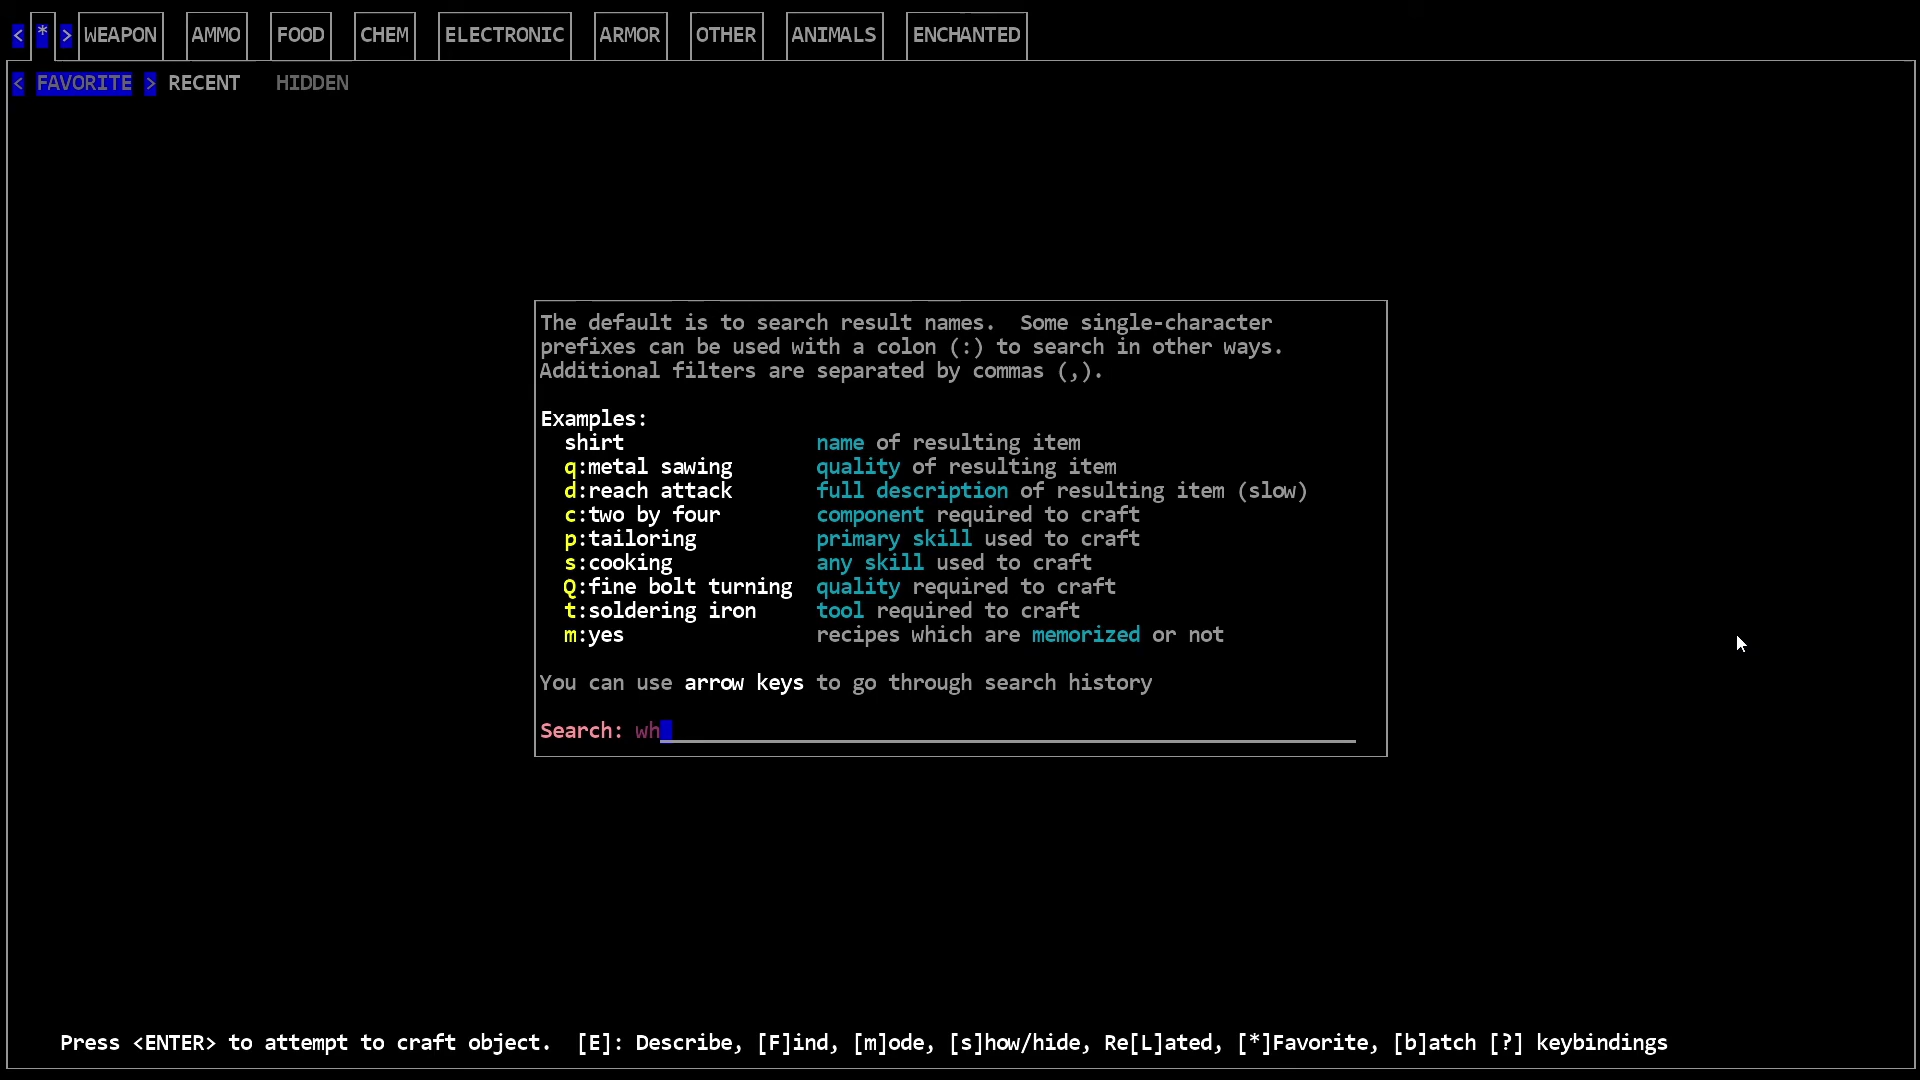 < * > WEAPON AMMO FOOD CHEM ELECTRONIC ARMOR OTHER ANIMALS ENCHANTED
< FAVORITE > RECENT HIDDEN
The default is to search result names. Some single-character
prefixes can be used with a colon (:) to search in other ways.
Additional filters are separated by commas (,).
Examples:
shirt name of resulting item
q:metal sawing quality of resulting item
d:reach attack full description of resulting item (slow)
c:two by four component required to craft
p:tailoring primary skill used to craft
s:cooking any skill used to craft
Q:fine bolt turning quality required to craft
t:soldering iron tool required to craft
m:yes recipes which are memorized or not
You can use arrow keys to go through search history
Search: wh
Press <ENTER> to attempt to craft object. [E]: Describe, [F]ind, [m]ode, [s]how/hide, Re[L]ated, [*]Favorite, [b]atch [?] keybindings